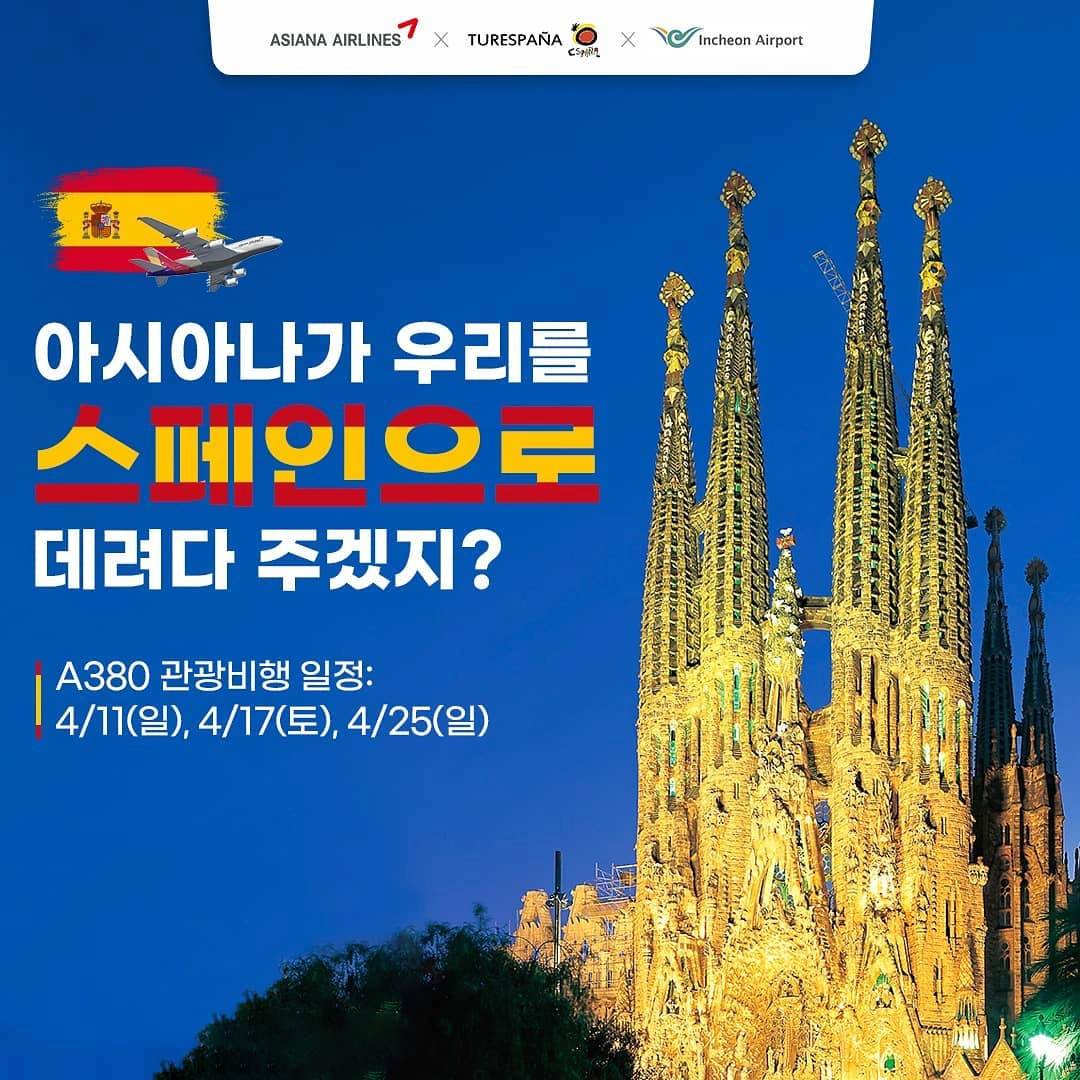 ASIANA AIRLINES × TURESPAÑA ESPAÑA × Incheon Airport
아시아나가 우리를
스페인으로
데려다 주겠지?
A380 관광비행 일정:
4/11(일), 4/17(토), 4/25(일)